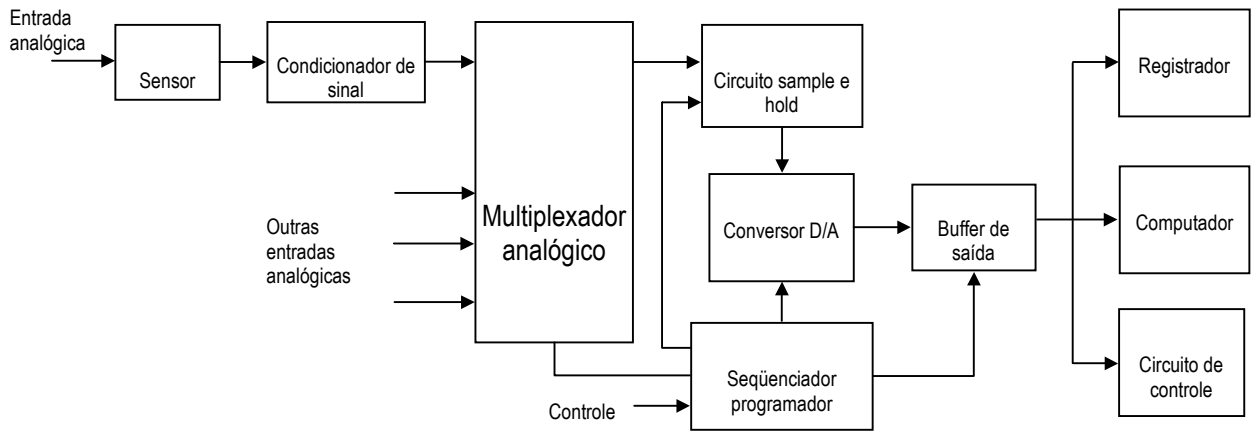 Entrada
analógica
Sensor
Condicionador de
sinal
Outras
entradas
analógicas
Multiplexador
analógico
Circuito sample e
hold
Conversor D/A
Seqüenciador
programador
Controle
Buffer de
saída
Registrador
Computador
Circuito de
controle